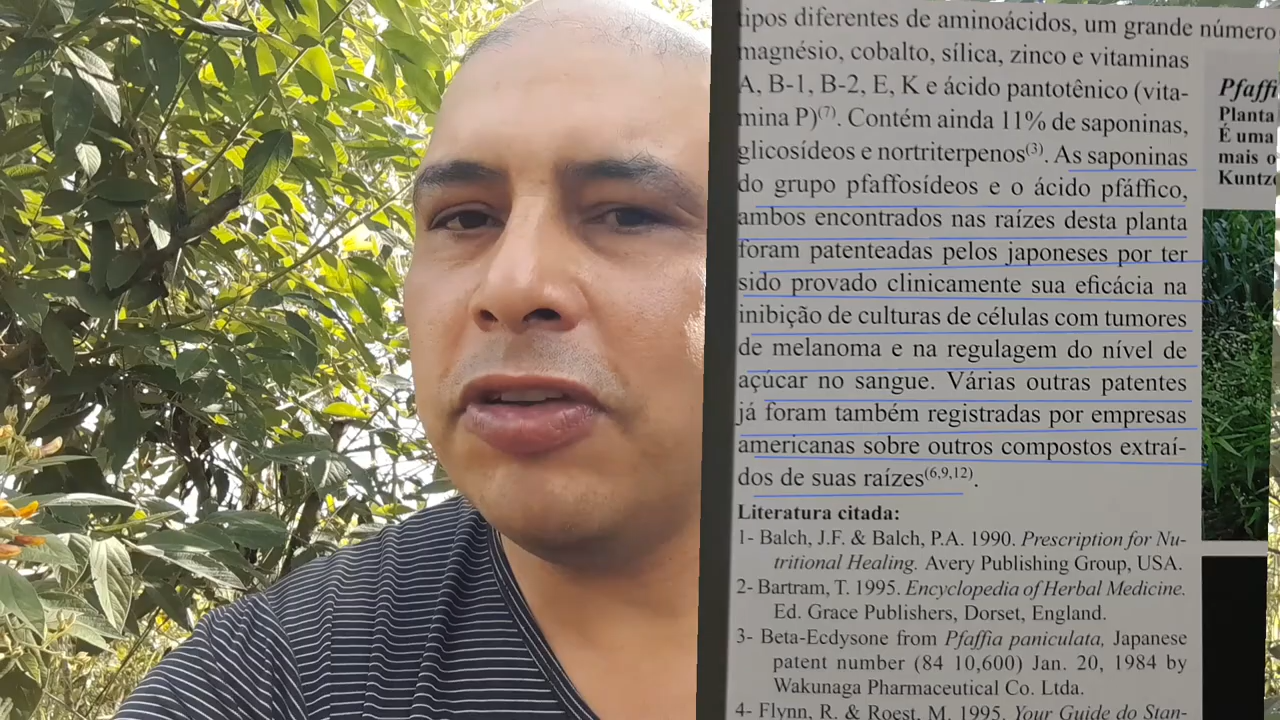 tipos diferentes de aminoácidos, um grande número
magnésio, cobalto, sílica, zinco e vitaminas
A, B-1, B-2, E, K e ácido pantotênico (vita-
mina P)(7). Contém ainda 11% de saponinas,
glicosídeos e nortriterpenos(3). As saponinas
do grupo pfaffosídeos e o ácido pfáffico,
ambos encontrados nas raízes desta planta
foram patenteadas pelos japoneses por ter
sido provado clinicamente sua eficácia na
inibição de culturas de células com tumores
de melanoma e na regulagem do nível de
açúcar no sangue. Várias outras patentes
já foram também registradas por empresas
americanas sobre outros compostos extraí-
dos de suas raízes(6,9,12).
Literatura citada:
1- Balch, J.F. & Balch, P.A. 1990. Prescription for Nu-
tritional Healing. Avery Publishing Group, USA.
2- Bartram, T. 1995. Encyclopedia of Herbal Medicine.
Ed. Grace Publishers, Dorset, England.
3- Beta-Ecdysone from Pfaffia paniculata, Japanese
patent number (84 10,600) Jan. 20, 1984 by
Wakunaga Pharmaceutical Co. Ltda.
4- Flynn, R. & Roest, M. 1995. Your Guide do Stan-
Pfaffi
Planta
É uma
mais o
Kuntze